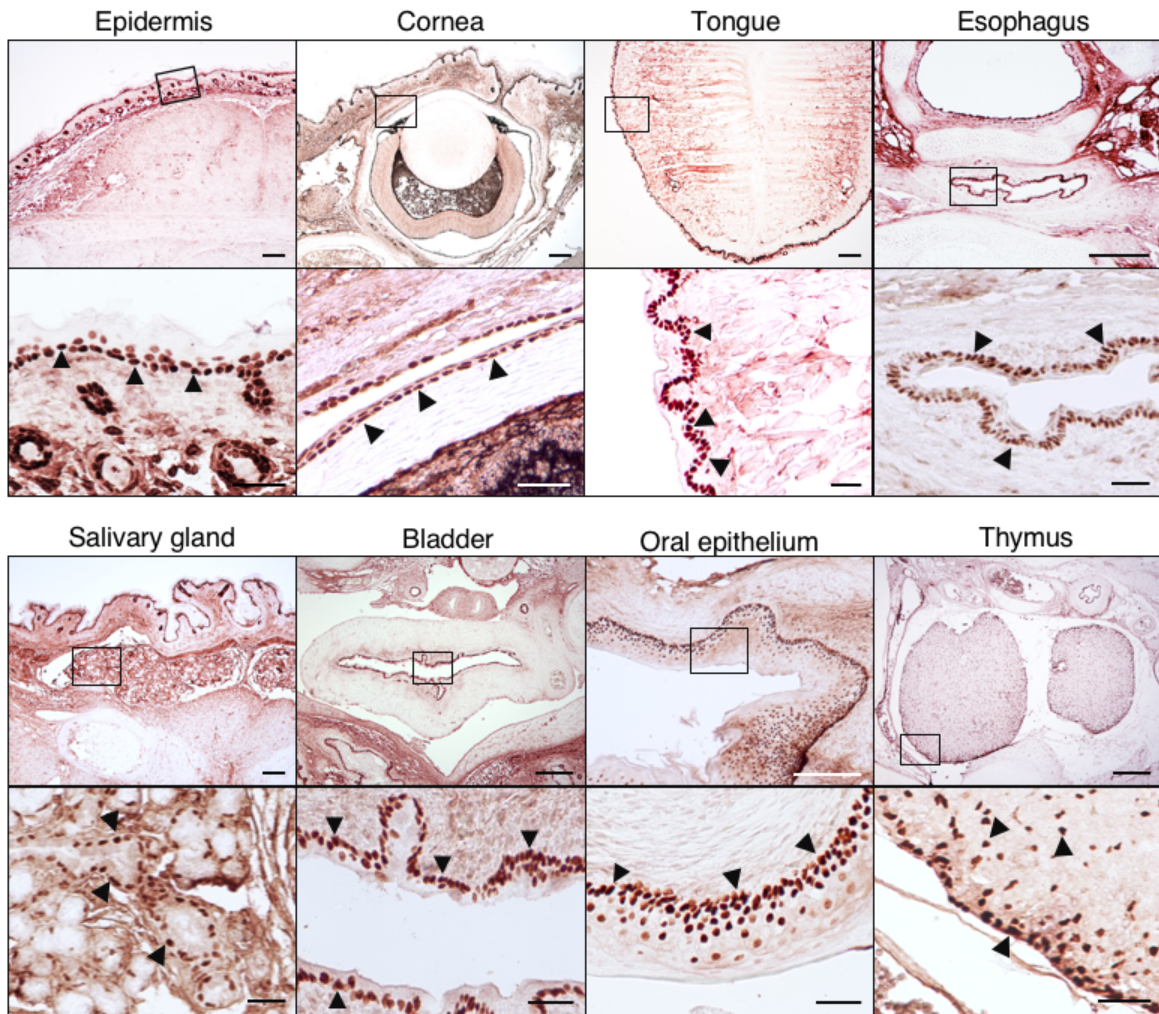 Epidermis
Cornea
Tongue
Esophagus
Salivary gland
Bladder
Oral epithelium
Thymus